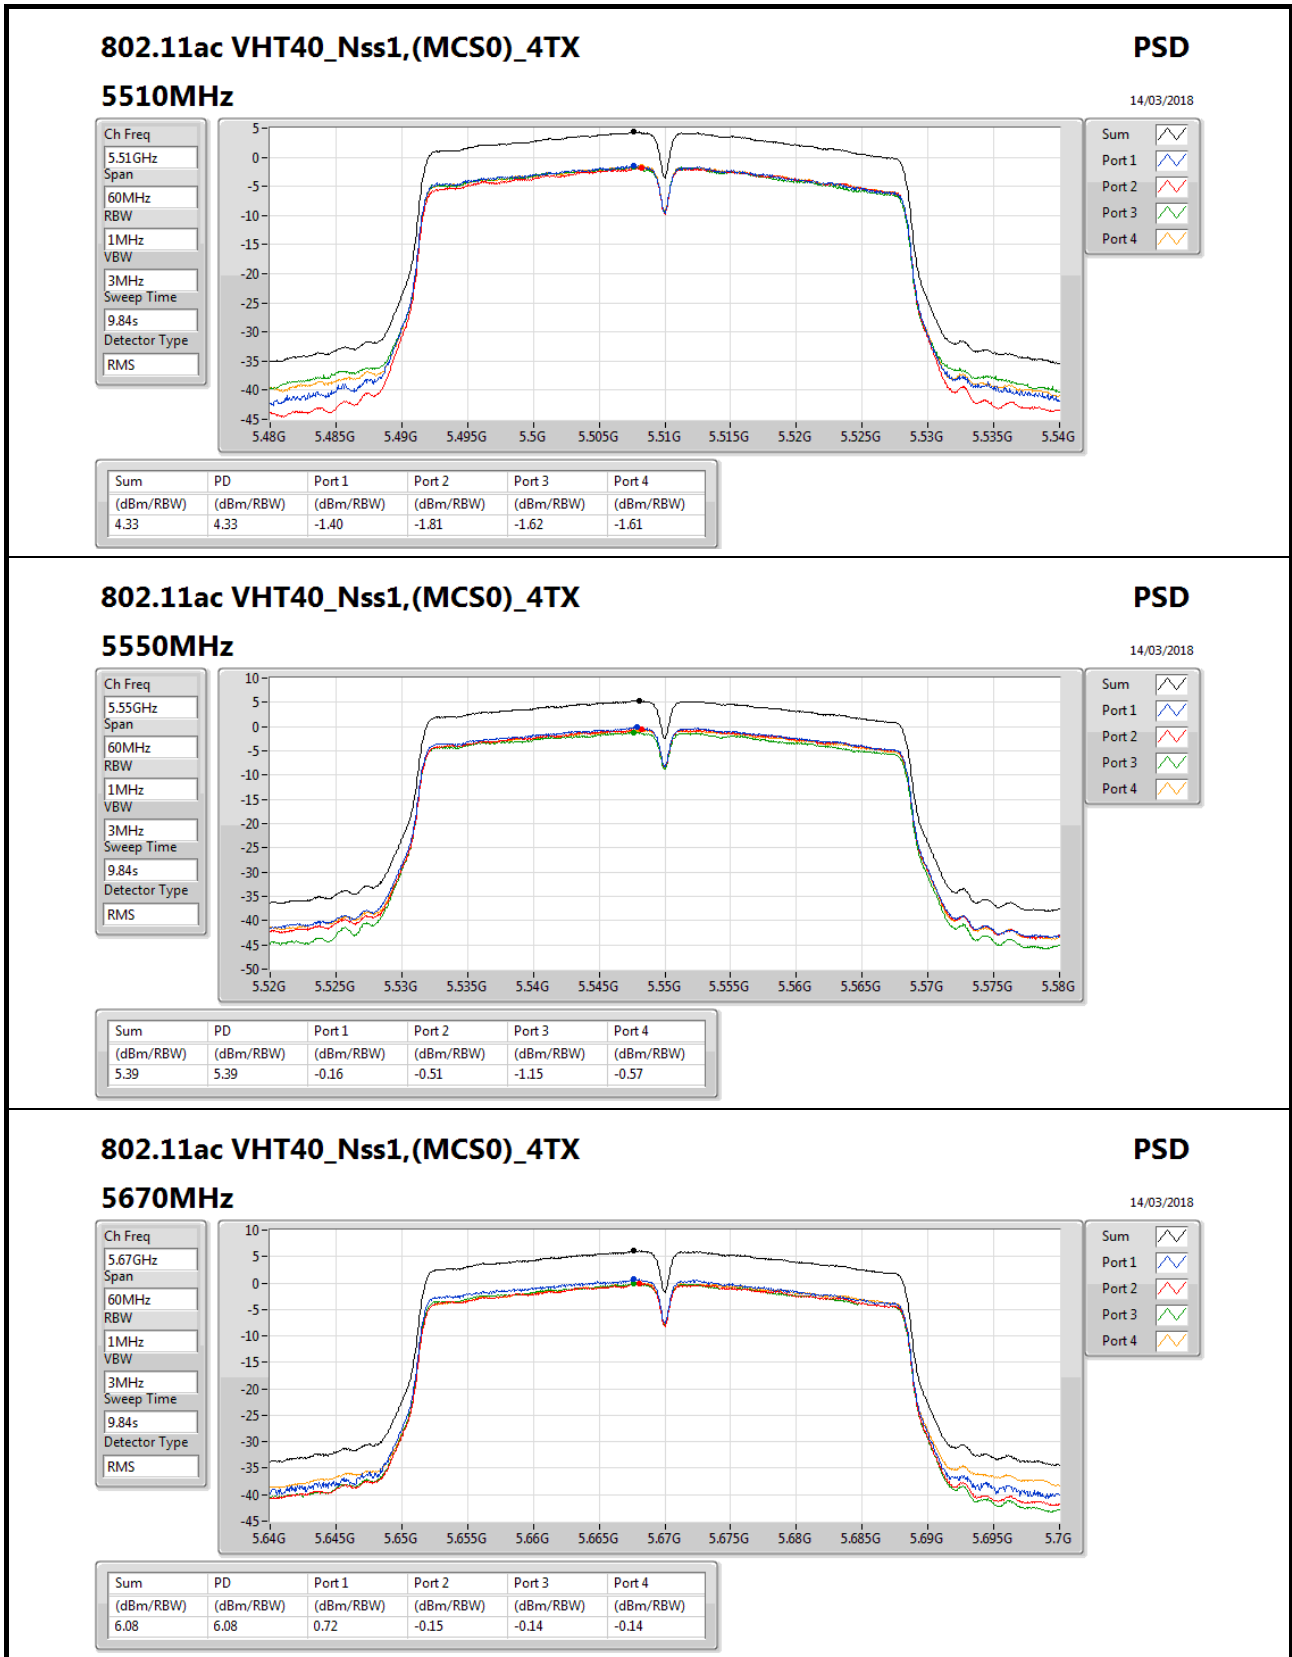 802.11ac VHT40_Nss1,(MCS0)_4TX PSD
5510MHz 14/03/2018
Ch Freq
5.51GHz
Span
60MHz
RBW
1MHz
VBW
3MHz
Sweep Time
9.84s
Detector Type
RMS
5
0
-5
-10
-15
-20
-25
-30
-35
-40
-45
5.48G 5.485G 5.49G 5.495G 5.5G 5.505G 5.51G 5.515G 5.52G 5.525G 5.53G 5.535G 5.54G
Sum
Port 1
Port 2
Port 3
Port 4
Sum PD Port 1 Port 2 Port 3 Port 4
(dBm/RBW) (dBm/RBW) (dBm/RBW) (dBm/RBW) (dBm/RBW) (dBm/RBW)
4.33 4.33 -1.40 -1.81 -1.62 -1.61
802.11ac VHT40_Nss1,(MCS0)_4TX PSD
5550MHz 14/03/2018
Ch Freq
5.55GHz
Span
60MHz
RBW
1MHz
VBW
3MHz
Sweep Time
9.84s
Detector Type
RMS
10
5
0
-5
-10
-15
-20
-25
-30
-35
-40
-45
-50
5.52G 5.525G 5.53G 5.535G 5.54G 5.545G 5.55G 5.555G 5.56G 5.565G 5.57G 5.575G 5.58G
Sum
Port 1
Port 2
Port 3
Port 4
Sum PD Port 1 Port 2 Port 3 Port 4
(dBm/RBW) (dBm/RBW) (dBm/RBW) (dBm/RBW) (dBm/RBW) (dBm/RBW)
5.39 5.39 -0.16 -0.51 -1.15 -0.57
802.11ac VHT40_Nss1,(MCS0)_4TX PSD
5670MHz 14/03/2018
Ch Freq
5.67GHz
Span
60MHz
RBW
1MHz
VBW
3MHz
Sweep Time
9.84s
Detector Type
RMS
10
5
0
-5
-10
-15
-20
-25
-30
-35
-40
-45
5.64G 5.645G 5.65G 5.655G 5.66G 5.665G 5.67G 5.675G 5.68G 5.685G 5.69G 5.695G 5.7G
Sum
Port 1
Port 2
Port 3
Port 4
Sum PD Port 1 Port 2 Port 3 Port 4
(dBm/RBW) (dBm/RBW) (dBm/RBW) (dBm/RBW) (dBm/RBW) (dBm/RBW)
6.08 6.08 0.72 -0.15 -0.14 -0.14